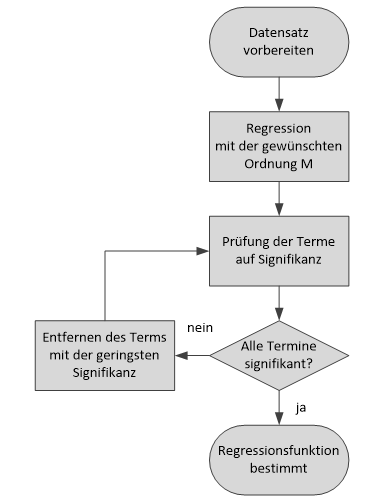 Datensatz
vorbereiten
Regression
mit der gewünschten
Ordnung M
Prüfung der Terme
auf Signifikanz
Alle Termine
signifikant?
nein
Entfernen des Terms
mit der geringsten
Signifikanz
ja
Regressionsfunktion
bestimmt